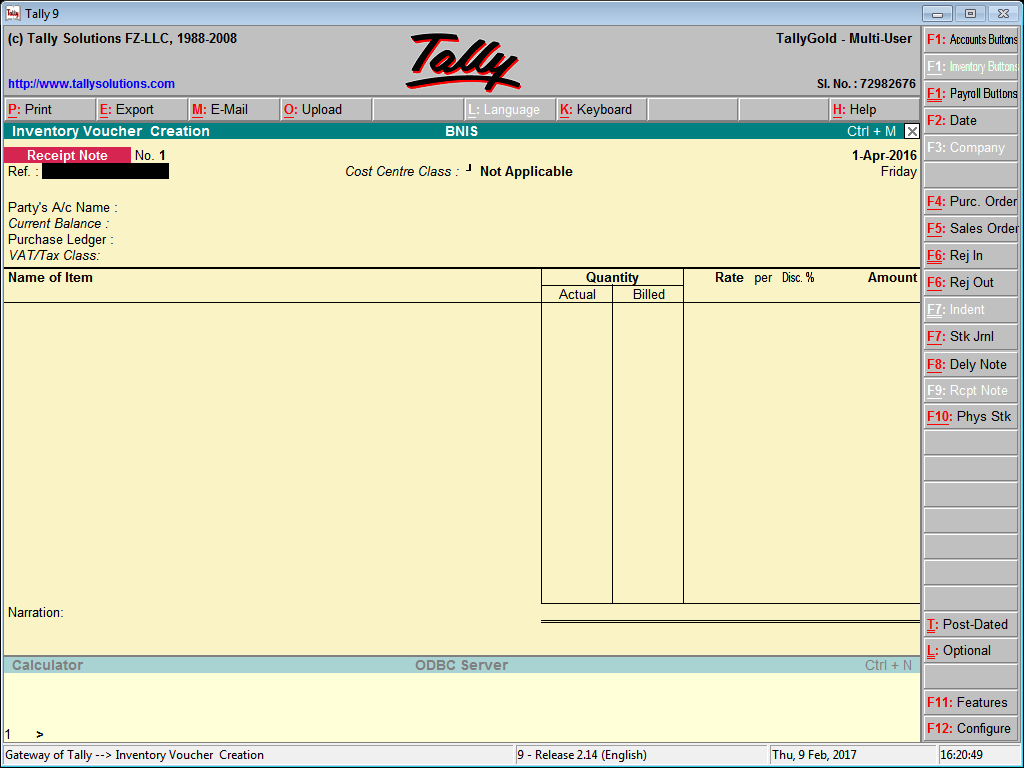 Tally 9
(c) Tally Solutions FZ-LLC, 1988-2008
Tally
TallyGold - Multi-User
http://www.tallysolutions.com
Sl. No. : 72982676
P: Print E: Export M: E-Mail O: Upload L: Language K: Keyboard H: Help
Inventory Voucher Creation BNIS Ctrl + M
Receipt Note No. 1 1-Apr-2016
Ref. : Cost Centre Class : ┘ Not Applicable Friday
Party's A/c Name :
Current Balance :
Purchase Ledger :
VAT/Tax Class:
Name of Item Quantity Rate per Disc. % Amount
Actual Billed
Narration:
Calculator ODBC Server Ctrl + N
1 >
F1: Accounts Buttons
F1: Inventory Buttons
F1: Payroll Buttons
F2: Date
F3: Company
F4: Purc. Order
F5: Sales Order
F6: Rej In
F6: Rej Out
F7: Indent
F7: Stk Jrnl
F8: Dely Note
F9: Rcpt Note
F10: Phys Stk
T: Post-Dated
L: Optional
F11: Features
F12: Configure
Gateway of Tally --> Inventory Voucher Creation 9 - Release 2.14 (English) Thu, 9 Feb, 2017 16:20:49